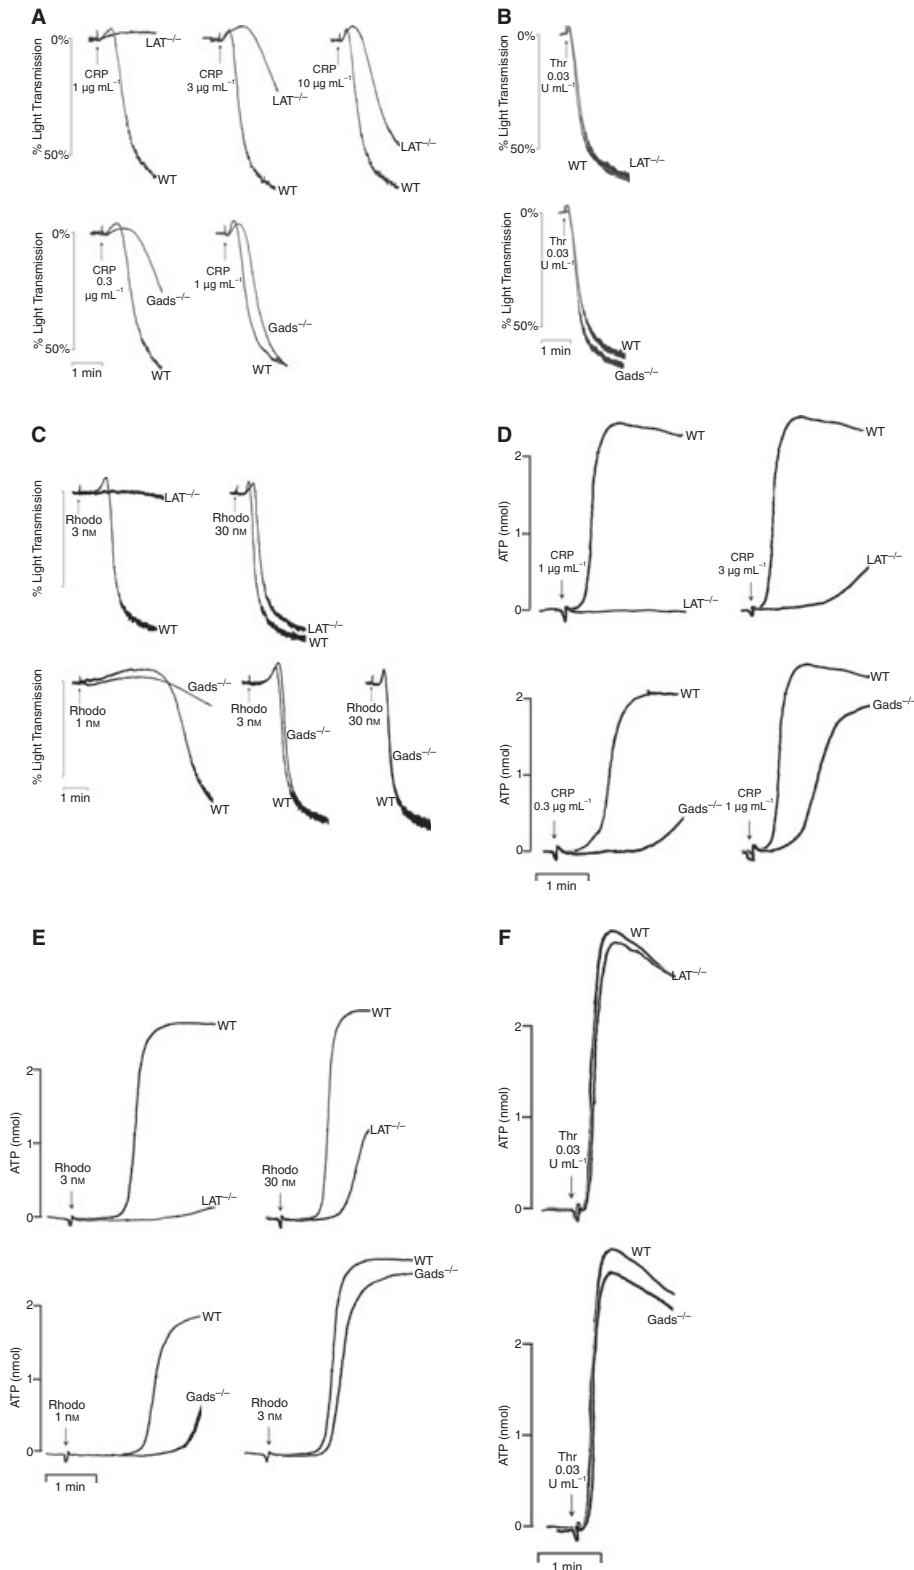 A
% Light Transmission
0%
50%
CRP
1 µg mL⁻¹
LAT⁻/⁻
WT
CRP
3 µg mL⁻¹
LAT⁻/⁻
WT
CRP
10 µg mL⁻¹
LAT⁻/⁻
WT
% Light Transmission
0%
50%
CRP
0.3
µg mL⁻¹
Gads⁻/⁻
WT
CRP
1 µg mL⁻¹
Gads⁻/⁻
WT
1 min
B
% Light Transmission
0%
50%
Thr
0.03
U mL⁻¹
WT
LAT⁻/⁻
% Light Transmission
0%
50%
Thr
0.03
U mL⁻¹
WT
Gads⁻/⁻
1 min
C
% Light Transmission
Rhodo
3 nM
LAT⁻/⁻
WT
Rhodo
30 nM
LAT⁻/⁻
WT
% Light Transmission
Rhodo
1 nM
Gads⁻/⁻
WT
Rhodo
3 nM
Gads⁻/⁻
WT
Rhodo
30 nM
Gads⁻/⁻
WT
1 min
D
ATP (nmol)
2
1
0
CRP
1 µg mL⁻¹
WT
LAT⁻/⁻
CRP
3 µg mL⁻¹
WT
LAT⁻/⁻
ATP (nmol)
2
1
0
CRP
0.3 µg mL⁻¹
WT
Gads⁻/⁻
CRP
1 µg mL⁻¹
WT
Gads⁻/⁻
1 min
E
ATP (nmol)
2
1
0
Rhodo
3 nM
WT
LAT⁻/⁻
Rhodo
30 nM
WT
LAT⁻/⁻
ATP (nmol)
2
1
0
Rhodo
1 nM
WT
Gads⁻/⁻
Rhodo
3 nM
WT
Gads⁻/⁻
1 min
F
ATP (nmol)
2
1
0
Thr
0.03
U mL⁻¹
WT
LAT⁻/⁻
ATP (nmol)
2
1
0
Thr
0.03
U mL⁻¹
WT
Gads⁻/⁻
1 min